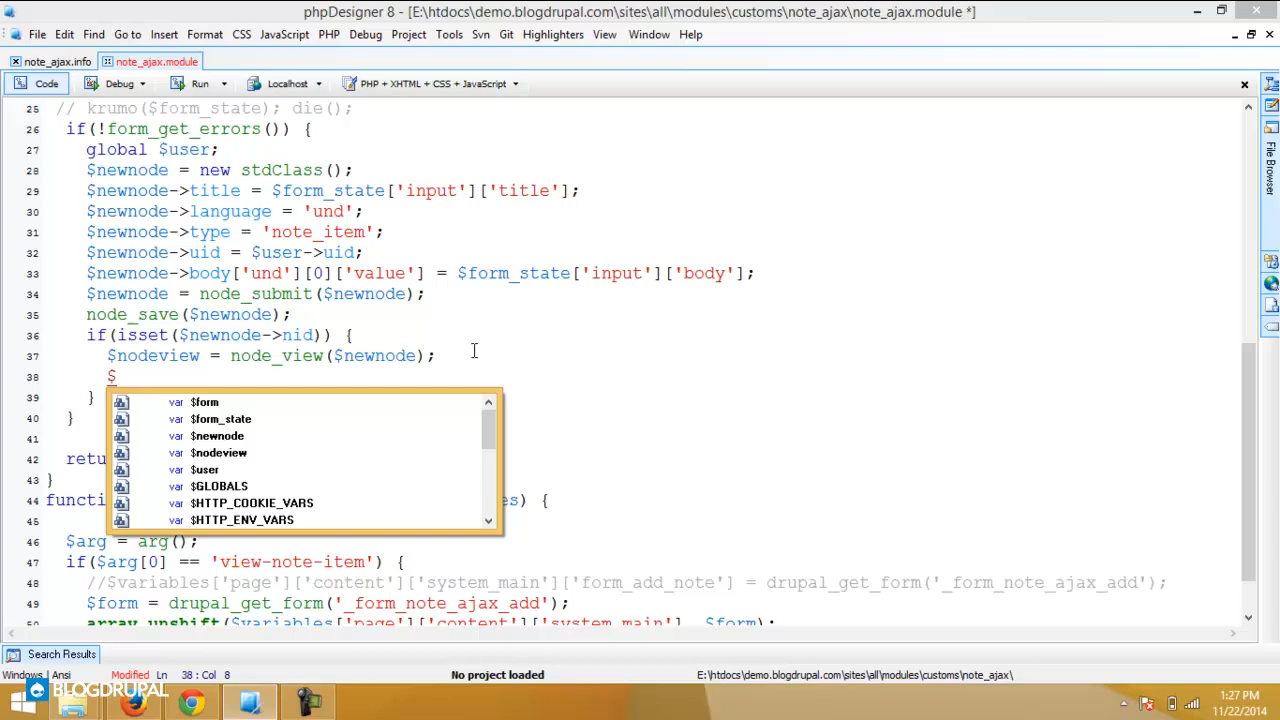 phpDesigner 8 - [E:\htdocs\demo.blogdrupal.com\sites\all\modules\customs\note_ajax\note_ajax.module *]
File Edit View Go to Insert Format CSS JavaScript PHP Debug Project Tools Svn Git Highlighters View Window Help
note_ajax.info note_ajax.module
Code Debug Run Localhost PHP + XHTML + CSS + JavaScript
25 // krumo($form_state); die();
26 if(!form_get_errors()) {
27 global $user;
28 $newnode = new stdClass();
29 $newnode->title = $form_state['input']['title'];
30 $newnode->language = 'und';
31 $newnode->type = 'note_item';
32 $newnode->uid = $user->uid;
33 $newnode->body['und'][0]['value'] = $form_state['input']['body'];
34 $newnode = node_submit($newnode);
35 node_save($newnode);
36 if(isset($newnode->nid)) {
37 $nodeview = node_view($newnode);
38 $
39 }
var $form
var $form_state
40 }
var $newnode
41
var $nodeview
42 retu
var $user
43 }
var $GLOBALS
44 functi es) {
var $HTTP_COOKIE_VARS
45
var $HTTP_ENV_VARS
46 $arg = arg();
47 if($arg[0] == 'view-note-item') {
48 //$variables['page']['content']['system_main']['form_add_note'] = drupal_get_form('_form_note_ajax_add');
49 $form = drupal_get_form('_form_note_ajax_add');
50 array_unshift($variables['page']['content']['system_main'], $form);
File Browser
Search Results
Windows | Ansi Modified Ln 38 : Col 8 No project loaded E:\htdocs\demo.blogdrupal.com\sites\all\modules\customs\note_ajax\
BLOGDRUPAL
1:27 PM
11/22/2014